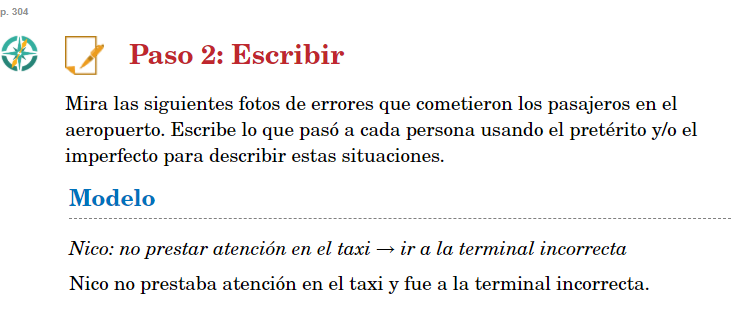 p. 304
Paso 2: Escribir
Mira las siguientes fotos de errores que cometieron los pasajeros en el
aeropuerto. Escribe lo que pasó a cada persona usando el pretérito y/o el
imperfecto para describir estas situaciones.
Modelo
Nico: no prestar atención en el taxi → ir a la terminal incorrecta
Nico no prestaba atención en el taxi y fue a la terminal incorrecta.